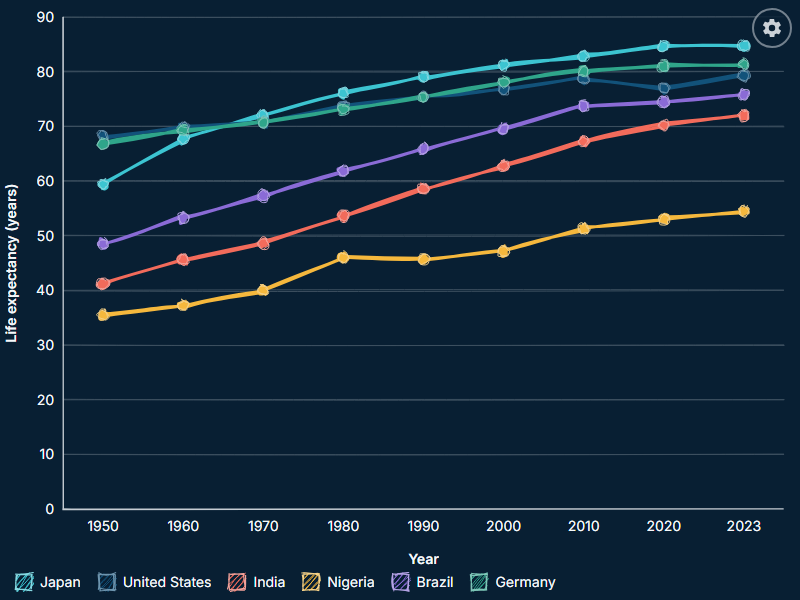 90
80
70
60
50
40
30
20
10
0
Life expectancy (years)
1950 1960 1970 1980 1990 2000 2010 2020 2023
Year
Japan United States India Nigeria Brazil Germany